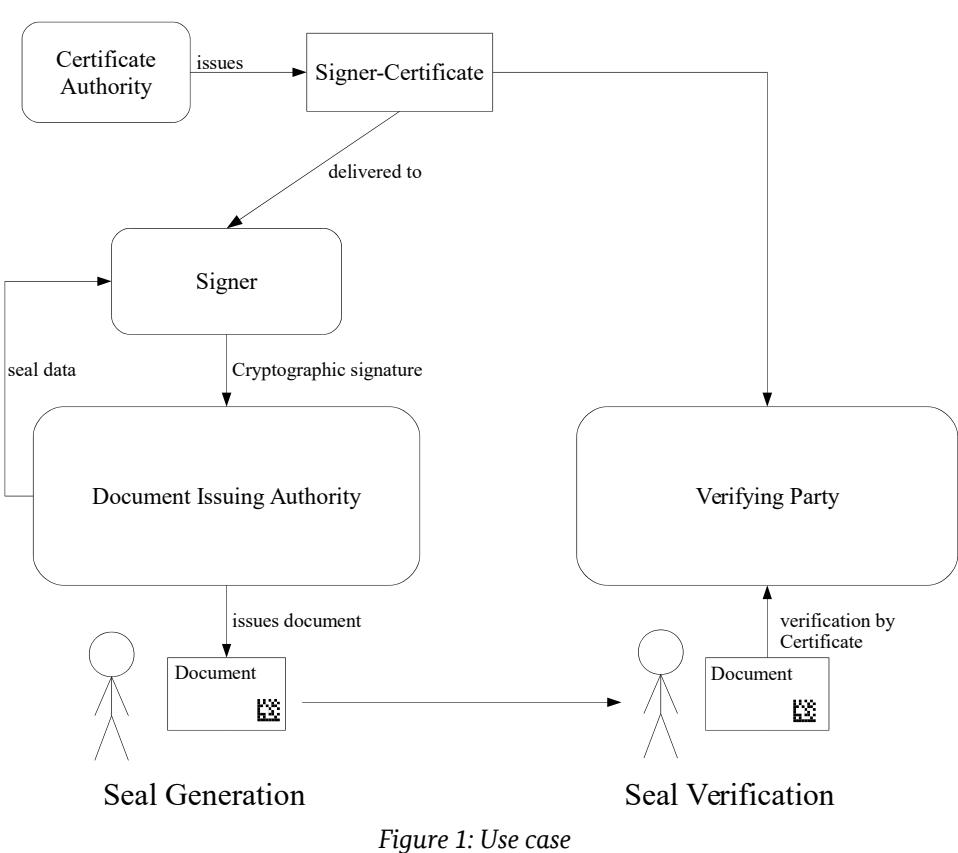 Certificate
Authority
issues
Signer-Certificate
delivered to
Signer
seal data
Cryptographic signature
Document Issuing Authority
Verifying Party
issues document
verification by
Certificate
Document
Document
Seal Generation
Seal Verification
Figure 1: Use case